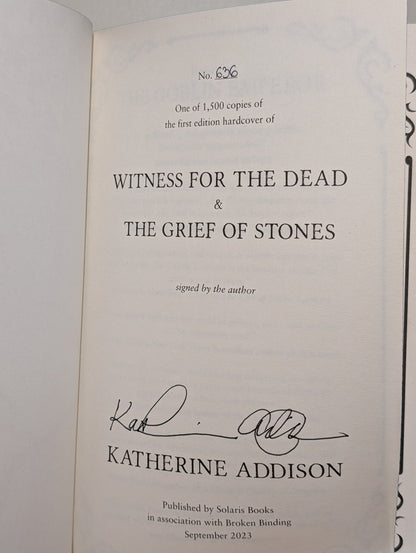 No. 636
One of 1,500 copies of
the first edition hardcover of
WITNESS FOR THE DEAD
&
THE GRIEF OF STONES
signed by the author
KATHERINE ADDISON
Published by Solaris Books
in association with Broken Binding
September 2023